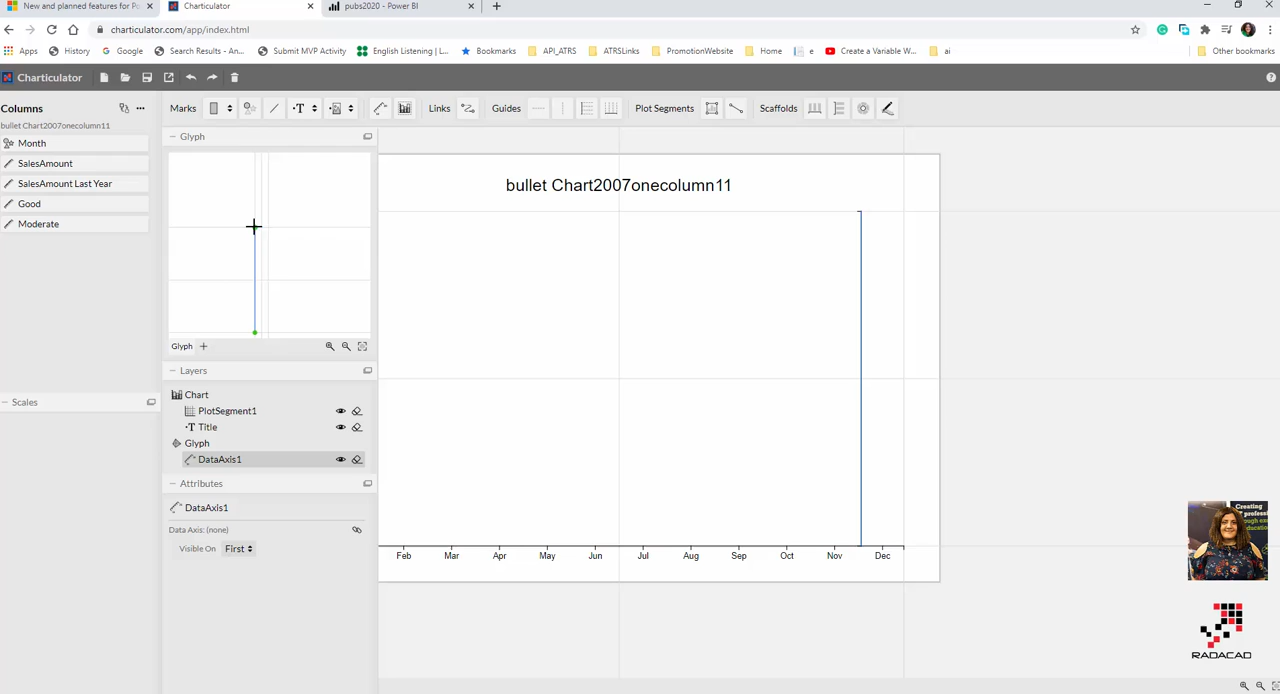 New and planned features for Po
Charticulator
pubs2020 - Power BI
charticulator.com/app/index.html
Apps
History
Google
Search Results - An...
Submit MVP Activity
English Listening | L...
Bookmarks
API_ATRS
ATRSLinks
PromotionWebsite
Home
e
Create a Variable W...
ai
Other bookmarks
Charticulator
Columns
bullet Chart2007onecolumn11
Month
SalesAmount
SalesAmount Last Year
Good
Moderate
Scales
Marks
Links
Guides
Plot Segments
Scaffolds
Glyph
Glyph +
Layers
Chart
PlotSegment1
Title
Glyph
DataAxis1
Attributes
DataAxis1
Data Axis: (none)
Visible On First
bullet Chart2007onecolumn11
Feb Mar Apr May Jun Jul Aug Sep Oct Nov Dec
Creating
of professio
RADACAD